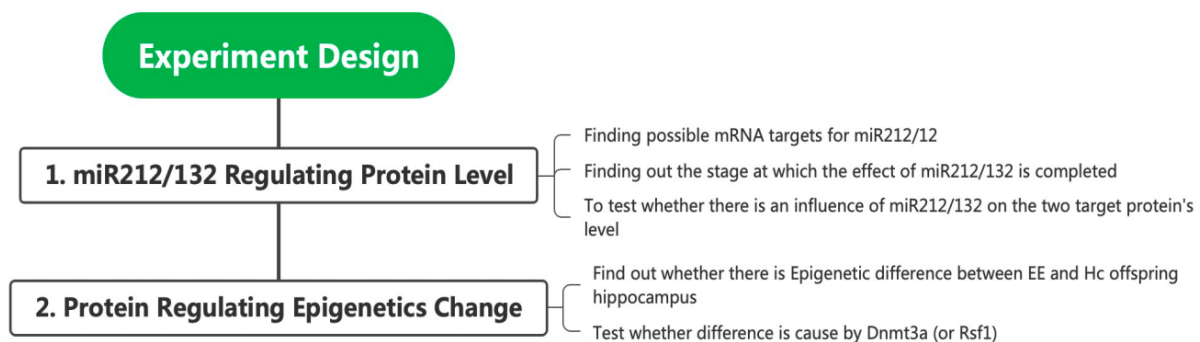 Experiment Design
1. miR212/132 Regulating Protein Level
Finding possible mRNA targets for miR212/12
Finding out the stage at which the effect of miR212/132 is completed
To test whether there is an influence of miR212/132 on the two target protein's
level
2. Protein Regulating Epigenetics Change
Find out whether there is Epigenetic difference between EE and Hc offspring
hippocampus
Test whether difference is cause by Dnmt3a (or Rsf1)